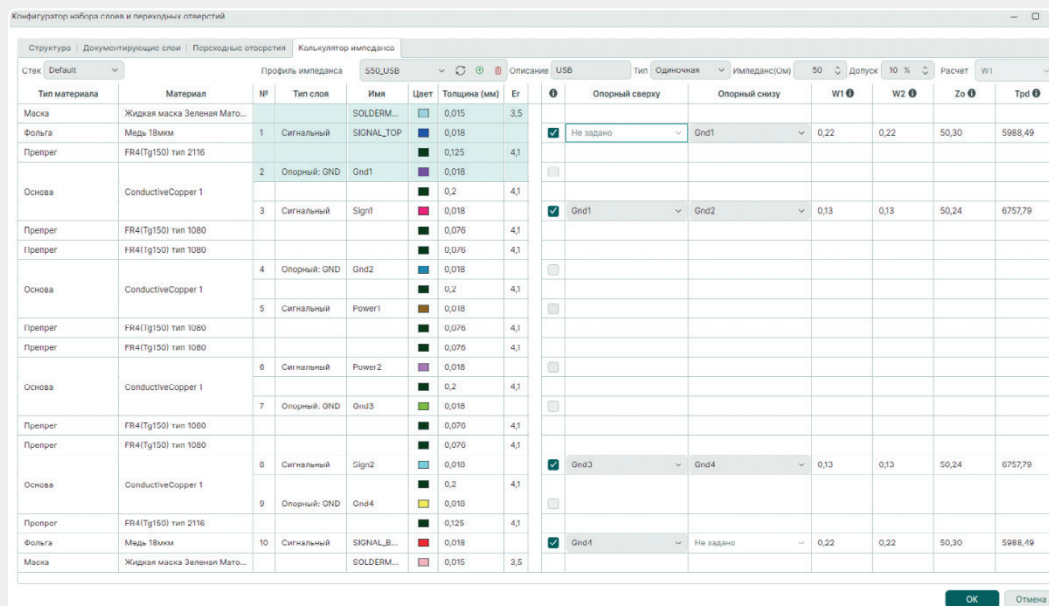 Конфигуратор набора слоев и переходных отверстий
Структура Документирующие слои Переходные отверстия Калькулятор импеданса
Стек Default Профиль импеданса S50_USB Описание USB Тип Одиночная Импеданс(Ом) 50 Допуск 10 % Расчет W1
Тип материала Материал № Тип слоя Имя Цвет Толщина (мм) Er Опорный сверху Опорный снизу W1 W2 Zo Tpd
Маска Жидкая маска Зеленая Мато... SOLDERM... 0,015 3,5
Фольга Медь 18мкм 1 Сигнальный SIGNAL_TOP 0,018 Не задано Gnd1 0,22 0,22 50,30 5988,49
Препрег FR4(Tg150) тип 2116 0,125 4,1
2 Опорный: GND Gnd1 0,018
Основа ConductiveCopper 1 0,2 4,1
3 Сигнальный Sign1 0,018 Gnd1 Gnd2 0,13 0,13 50,24 6757,79
Препрег FR4(Tg150) тип 1080 0,076 4,1
Препрег FR4(Tg150) тип 1080 0,076 4,1
4 Опорный: GND Gnd2 0,018
Основа ConductiveCopper 1 0,2 4,1
5 Сигнальный Power1 0,018
Препрег FR4(Tg150) тип 1080 0,076 4,1
Препрег FR4(Tg150) тип 1080 0,076 4,1
6 Сигнальный Power2 0,018
Основа ConductiveCopper 1 0,2 4,1
7 Опорный: GND Gnd3 0,018
Препрег FR4(Tg150) тип 1080 0,076 4,1
Препрег FR4(Tg150) тип 1080 0,076 4,1
8 Сигнальный Sign2 0,018 Gnd3 Gnd4 0,13 0,13 50,24 6757,79
Основа ConductiveCopper 1 0,2 4,1
9 Опорный: GND Gnd4 0,018
Препрег FR4(Tg150) тип 2116 0,125 4,1
Фольга Медь 18мкм 10 Сигнальный SIGNAL_B... 0,018 Gnd4 Не задано 0,22 0,22 50,30 5988,49
Маска Жидкая маска Зеленая Мато... SOLDERM... 0,015 3,5
OK Отмена